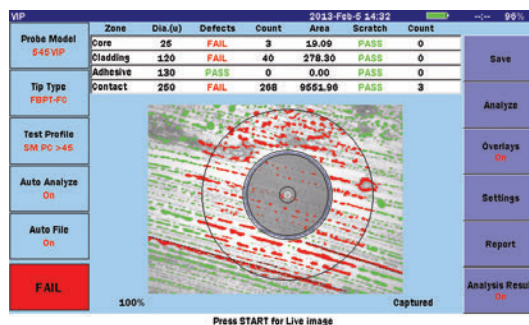 VIP 2013-Feb-5 14:32 --:-- 96%
Probe Model
545 VIP
Tip Type
FBPT-FC
Test Profile
SM PC >45
Auto Analyze
On
Auto File
On
FAIL
Zone Dia.(u) Defects Count Area Scratch Count
Core 25 FAIL 3 19.09 PASS 0
Cladding 120 FAIL 40 278.30 PASS 0
Adhesive 130 PASS 0 0.00 PASS 0
Contact 250 FAIL 268 9551.96 PASS 3
100% Captured
Press START for Live image
Save
Analyze
Overlays
On
Settings
Report
Analysis Resul
On